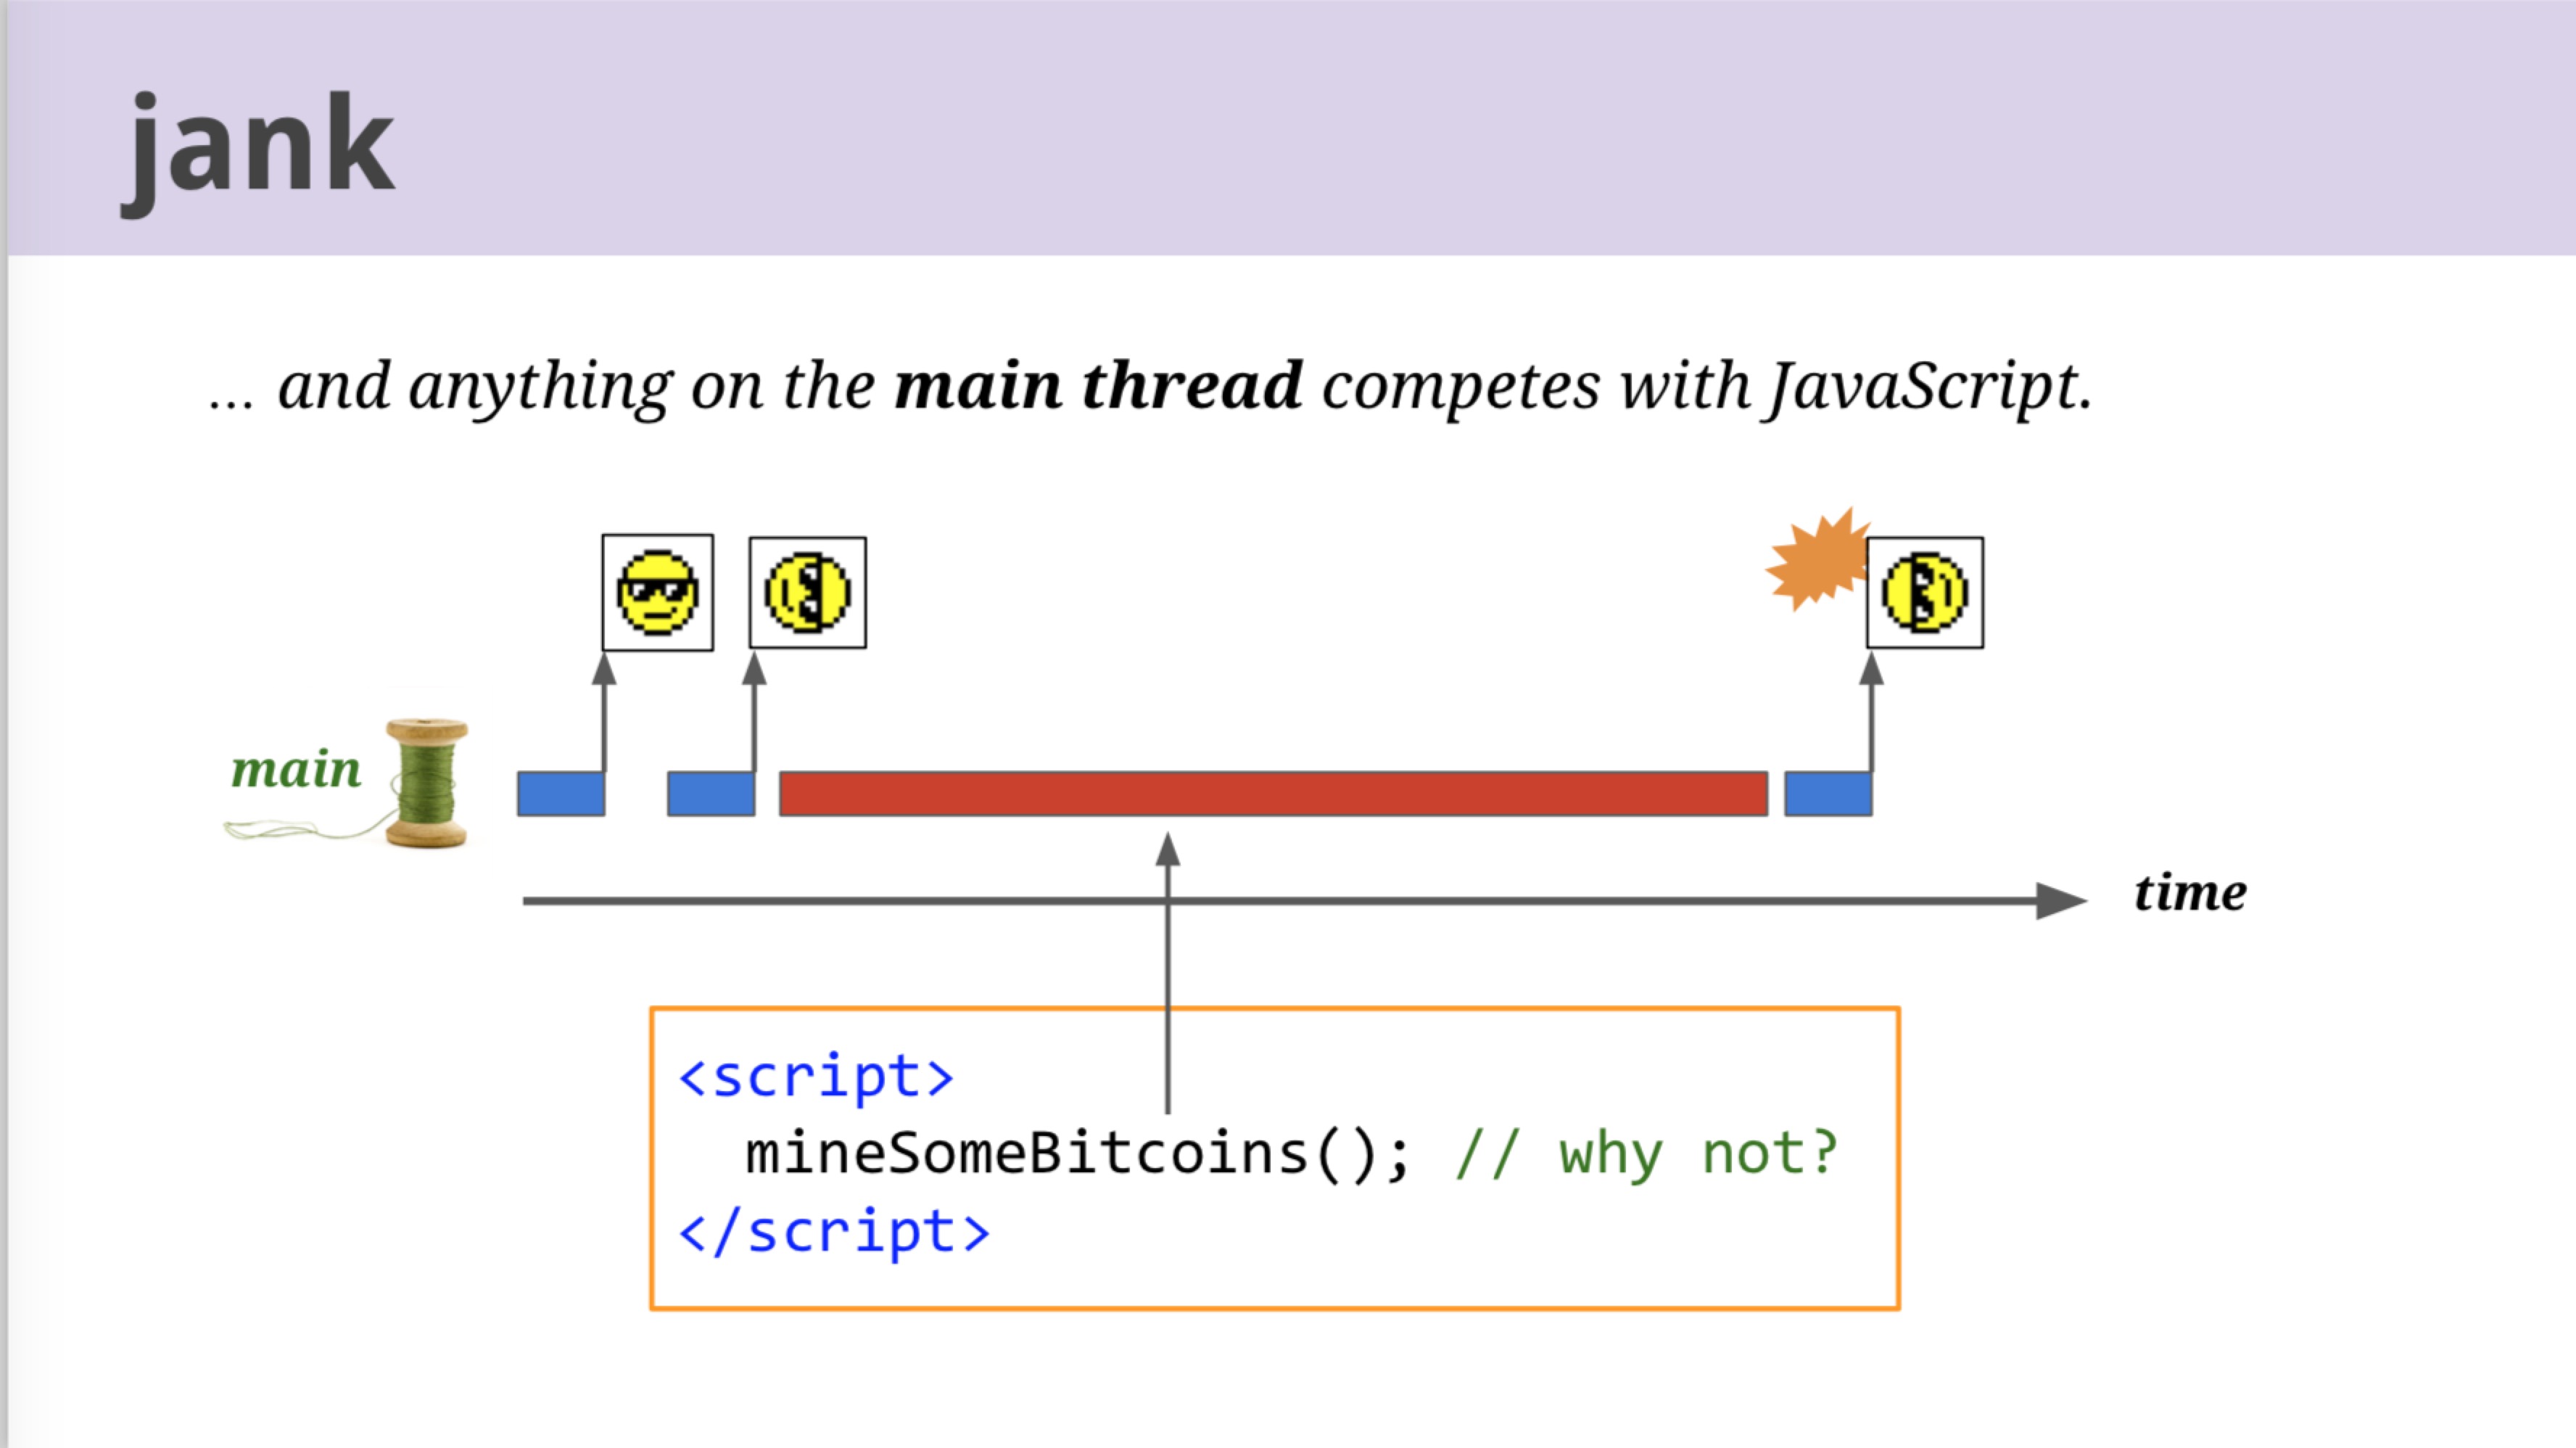 jank
… and anything on the main thread competes with JavaScript.
main
time
<script>
mineSomeBitcoins(); // why not?
</script>